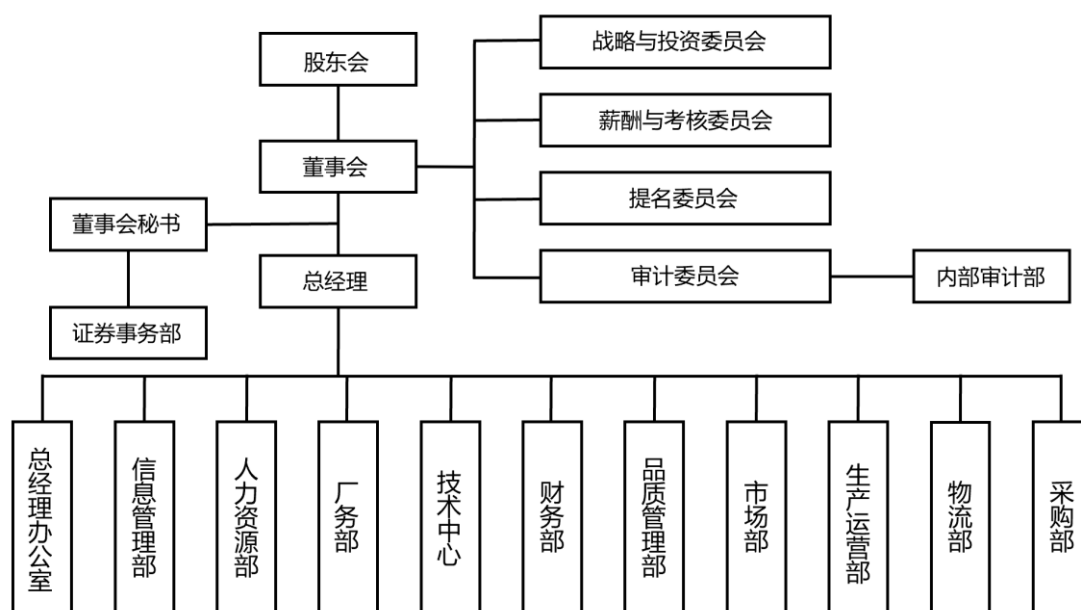 战略与投资委员会
股东会
薪酬与考核委员会
董事会
提名委员会
董事会秘书
总经理
审计委员会
内部审计部
证券事务部
总经理办公室
信息管理部
人力资源部
厂务部
技术中心
财务部
品质管理部
市场部
生产运营部
物流部
采购部